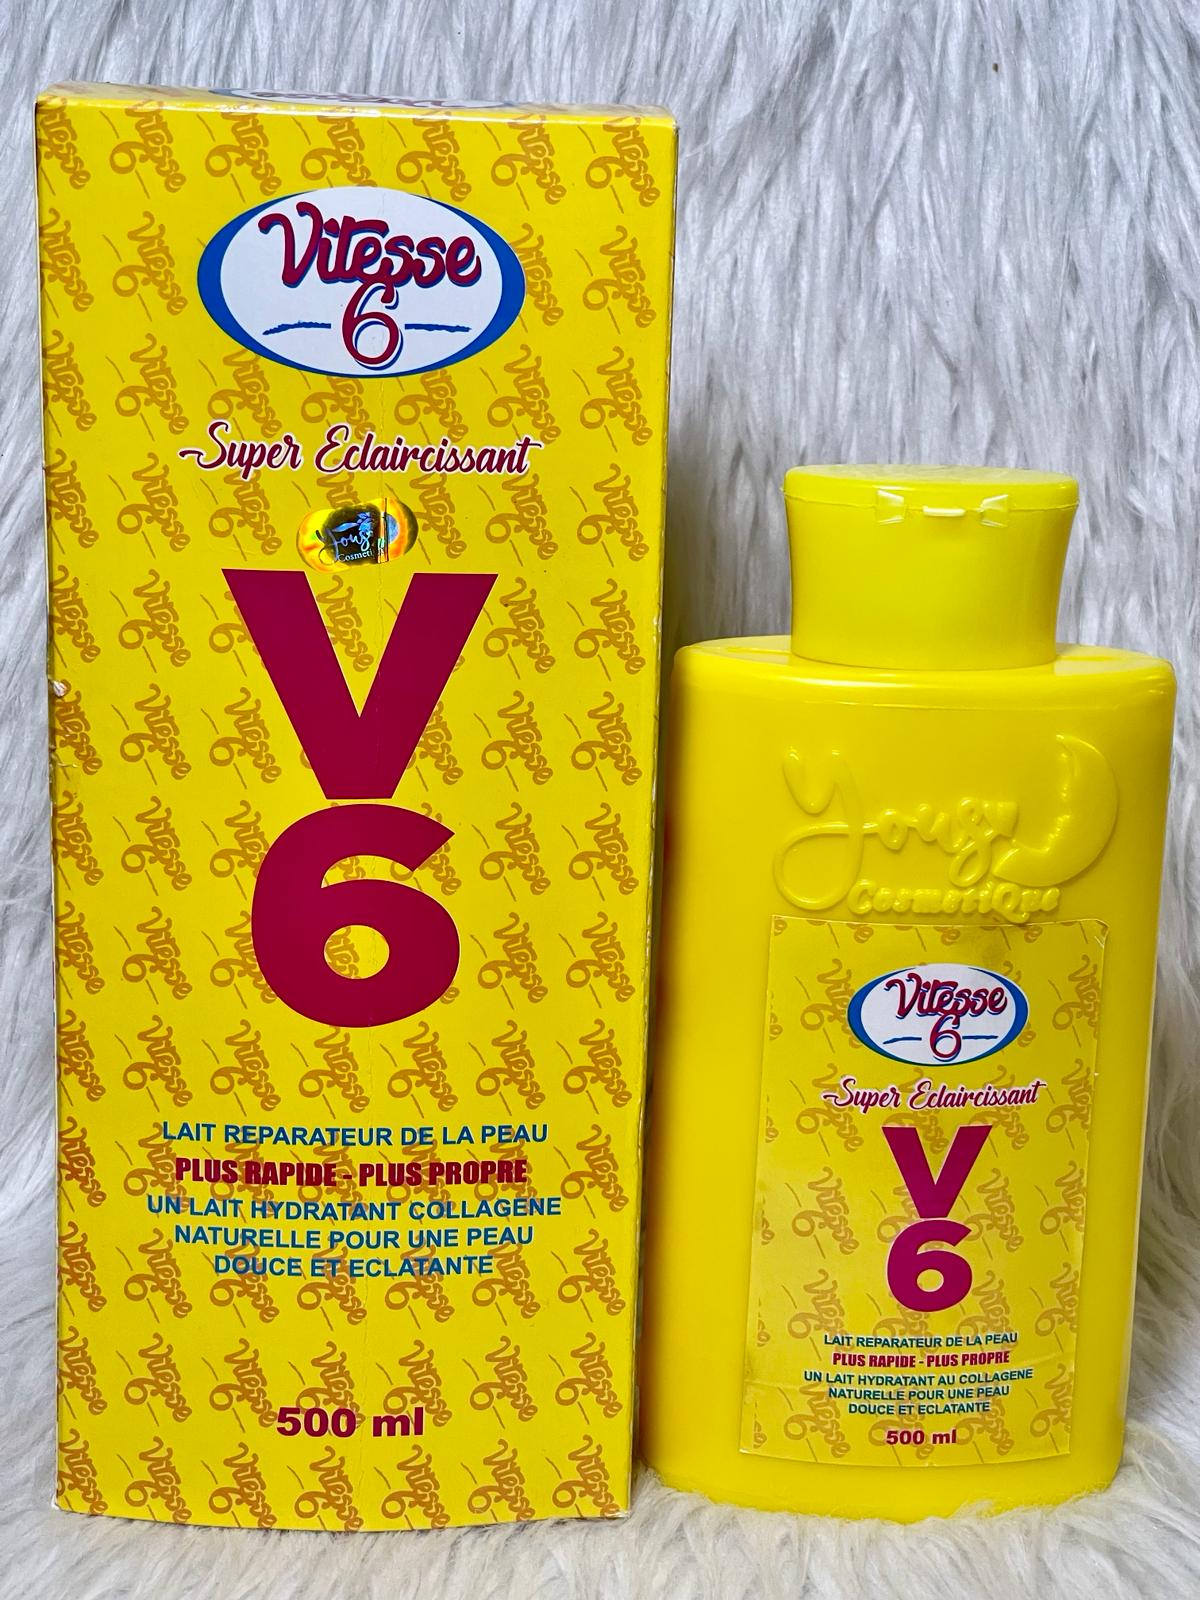 Vitesse
6
Super Eclaircissant
Cosmetique
V
6
LAIT REPARATEUR DE LA PEAU
PLUS RAPIDE - PLUS PROPRE
UN LAIT HYDRATANT COLLAGENE
NATURELLE POUR UNE PEAU
DOUCE ET ECLATANTE
500 ml
CosmetiQue
Vitesse
6
Super Eclaircissant
V
6
LAIT REPARATEUR DE LA PEAU
PLUS RAPIDE - PLUS PROPRE
UN LAIT HYDRATANT AU COLLAGENE
NATURELLE POUR UNE PEAU
DOUCE ET ECLATANTE
500 ml